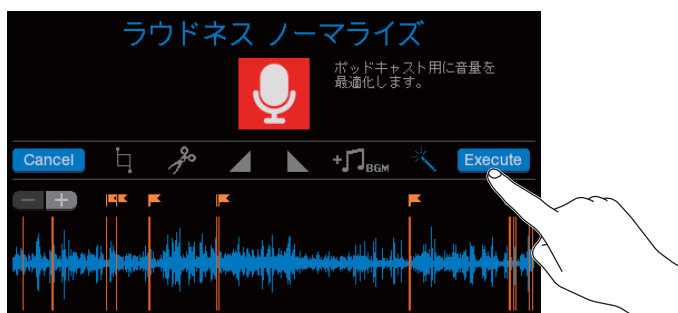 ラウドネス ノーマライズ
ポッドキャスト用に音量を
最適化します。
Cancel
+ BGM
Execute
− +